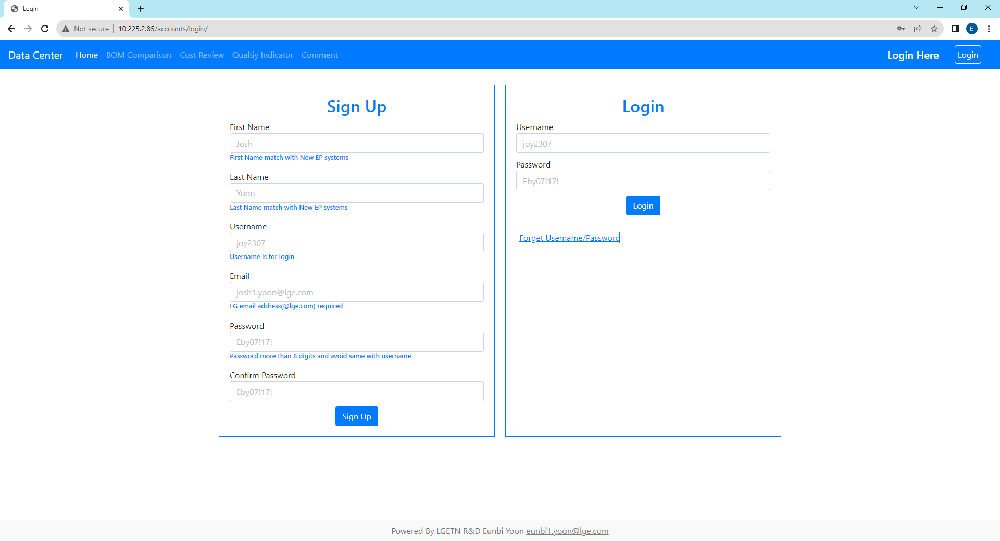 Login
Not secure
10.225.2.85/accounts/login/
E
Data Center
Home
BOM Comparison
Cost Review
Qualtiy Indicator
Comment
Login Here
Login
Sign Up
First Name
Josh
First Name match with New EP systems
Last Name
Yoon
Last Name match with New EP systems
Username
joy2307
Username is for login
Email
josh1.yoon@lge.com
LG email address(@lge.com) required
Password
Eby07!17!
Password more than 8 digits and avoid same with username
Confirm Password
Eby07!17!
Sign Up
Login
Username
joy2307
Password
Eby07!17!
Login
Forget Username/Password
Powered By LGETN R&D Eunbi Yoon eunbi1.yoon@lge.com